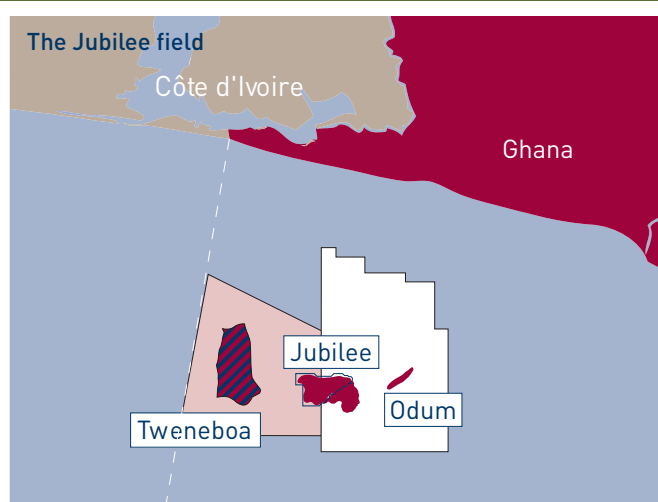 The Jubilee field
Côte d'Ivoire
Ghana
Jubilee
Odum
Tweneboa